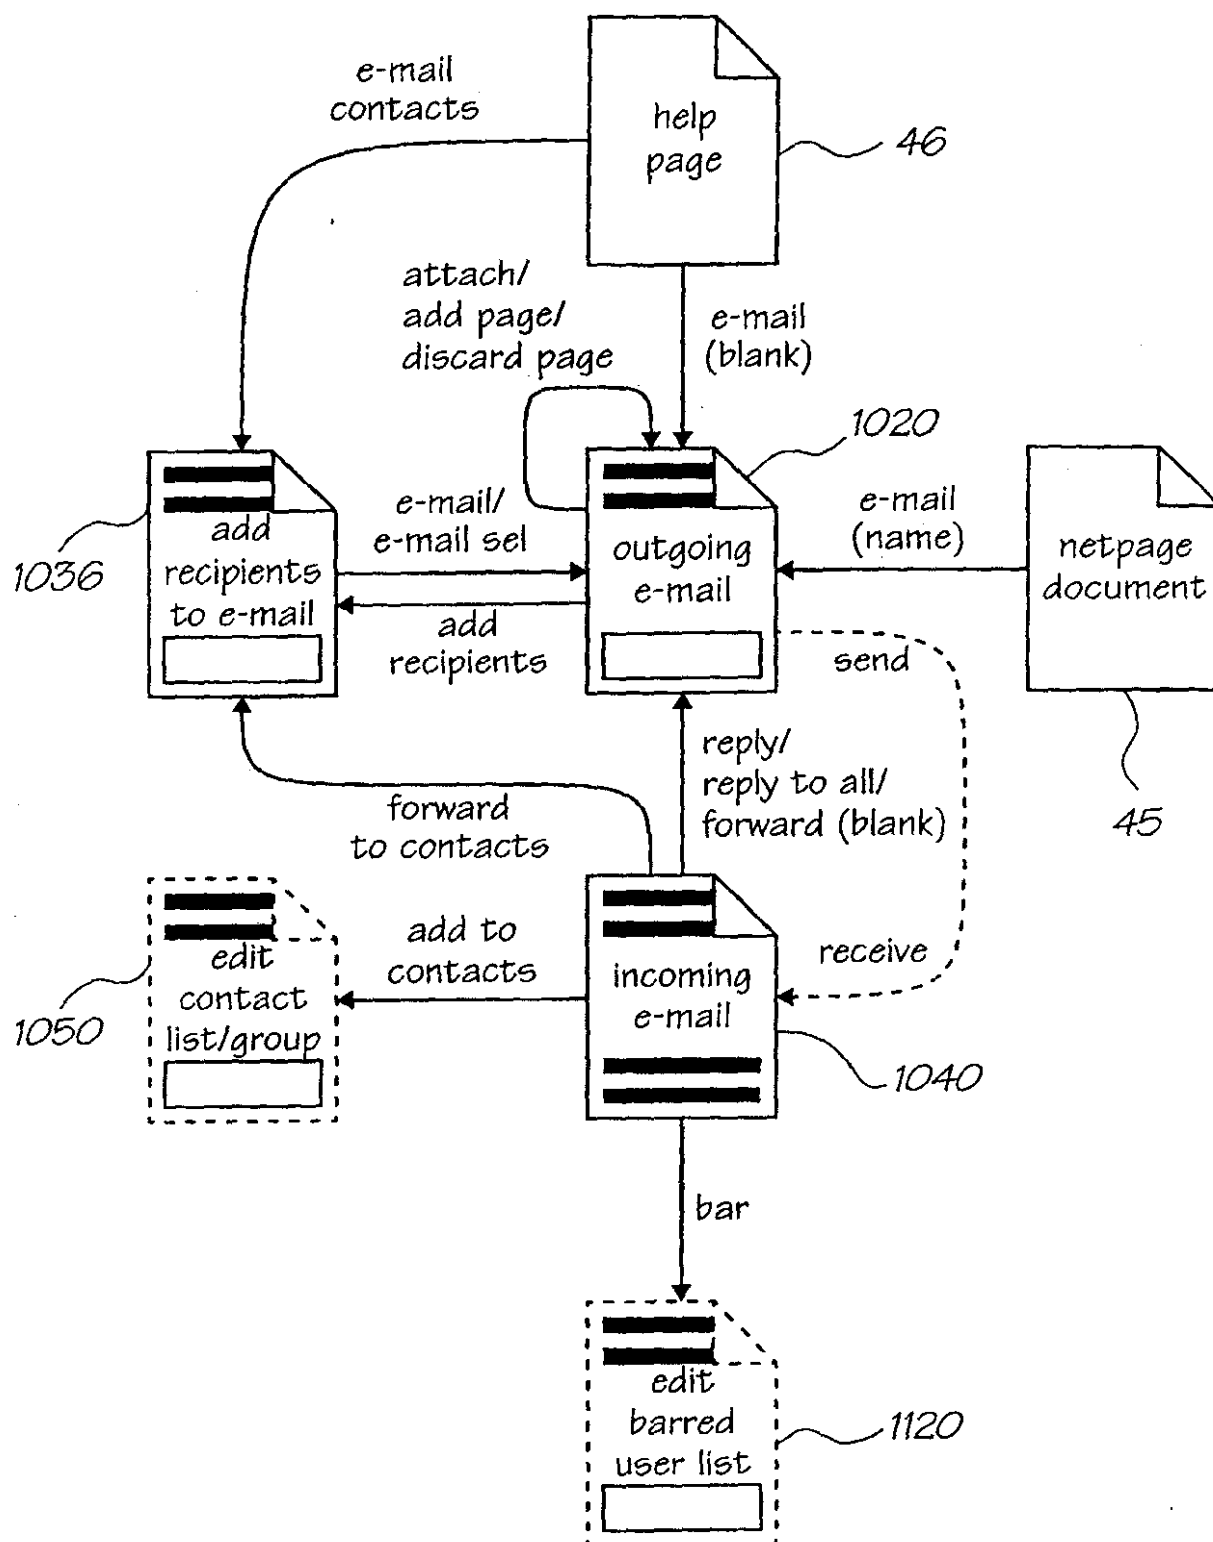 e-mail
contacts
help
page
46
attach/
add page/
discard page
e-mail
(blank)
1020
1036
add
recipients
to e-mail
e-mail/
e-mail sel
add
recipients
outgoing
e-mail
e-mail
(name)
netpage
document
45
send
reply/
reply to all/
forward (blank)
forward
to contacts
1050
edit
contact
list/group
add to
contacts
incoming
e-mail
receive
1040
bar
edit
barred
user list
1120